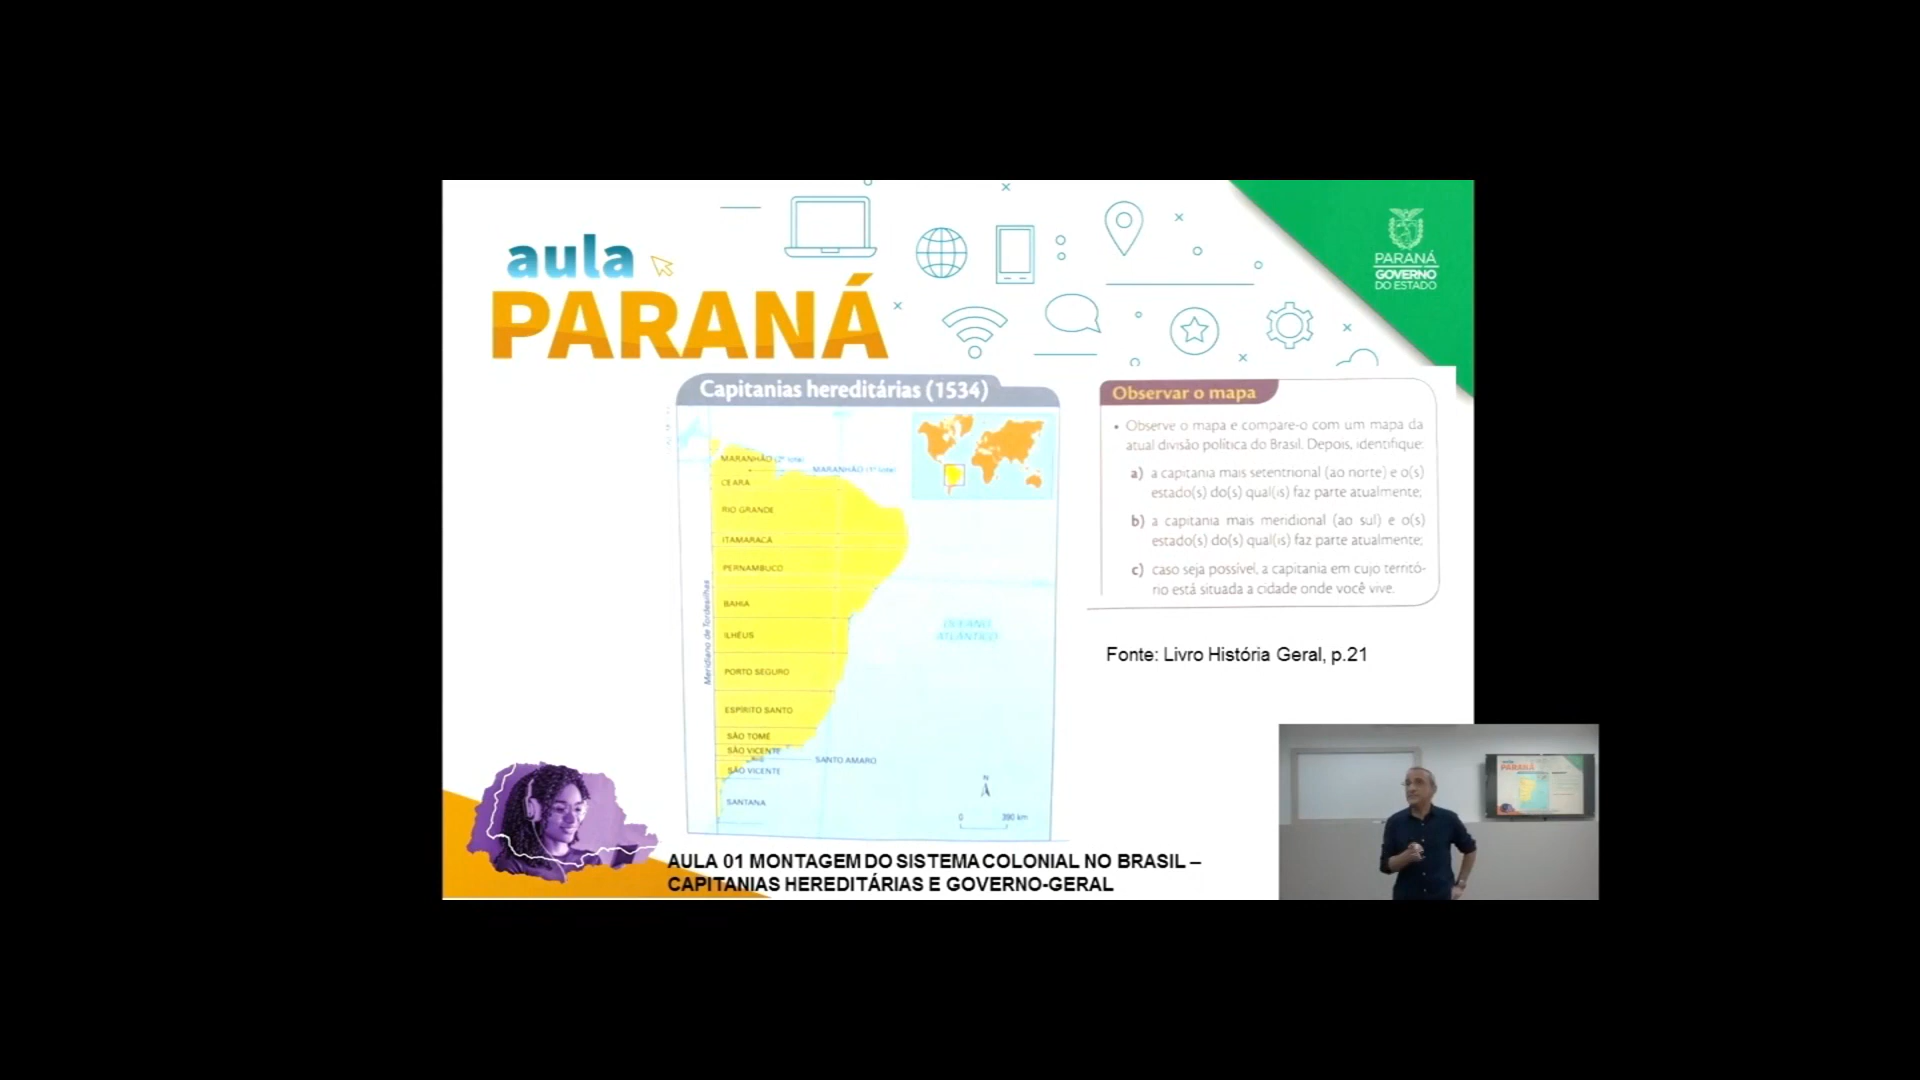 aula
PARANÁ
PARANÁ
GOVERNO
DO ESTADO
Capitanias hereditárias (1534)
MARANHÃO (2º lote)
MARANHÃO (1º lote)
CEARÁ
RIO GRANDE
ITAMARACÁ
PERNAMBUCO
BAHIA
ILHÉUS
PORTO SEGURO
ESPÍRITO SANTO
SÃO TOMÉ
SÃO VICENTE
SANTO AMARO
SÃO VICENTE
SANTANA
Meridiano de Tordesilhas
OCEANO
ATLÂNTICO
N
0 390 km
Observar o mapa
• Observe o mapa e compare-o com um mapa da
atual divisão política do Brasil. Depois, identifique:
a) a capitania mais setentrional (ao norte) e o(s)
estado(s) do(s) qual(is) faz parte atualmente;
b) a capitania mais meridional (ao sul) e o(s)
estado(s) do(s) qual(is) faz parte atualmente;
c) caso seja possível, a capitania em cujo territó-
rio está situada a cidade onde você vive.
Fonte: Livro História Geral, p.21
AULA 01 MONTAGEM DO SISTEMA COLONIAL NO BRASIL –
CAPITANIAS HEREDITÁRIAS E GOVERNO-GERAL
PARANÁ